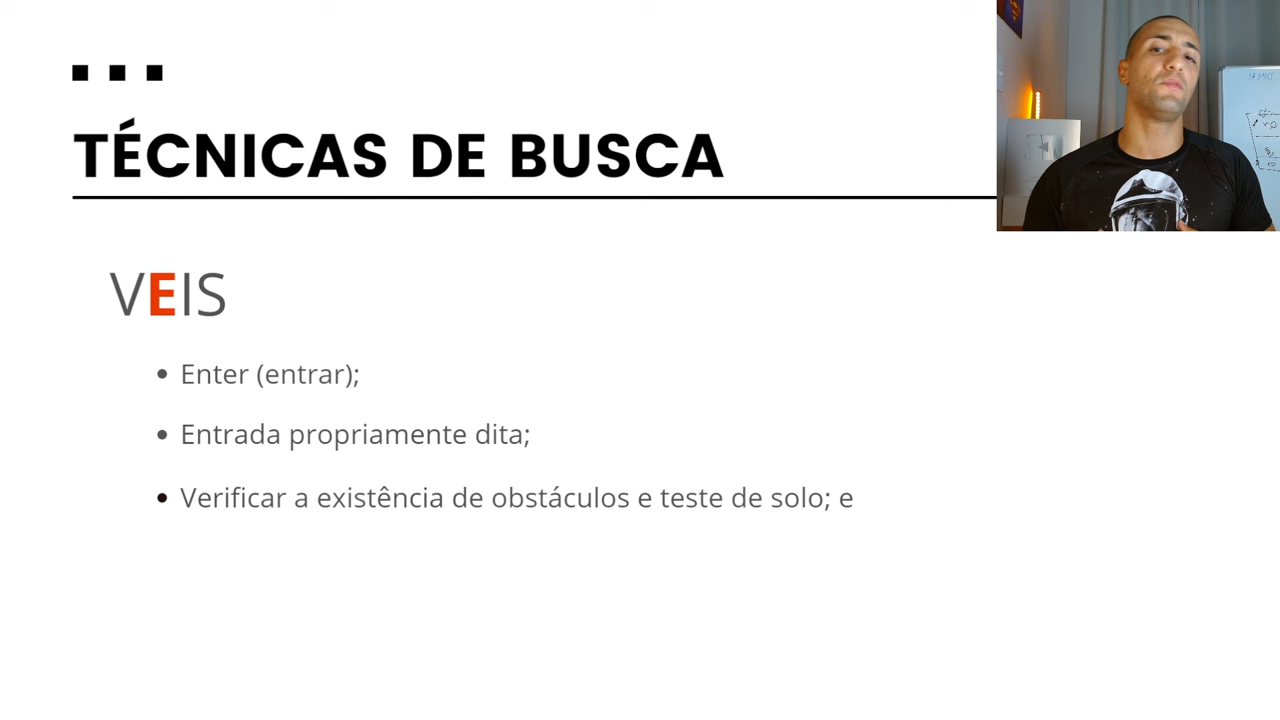 TÉCNICAS DE BUSCA
VEIS
• Enter (entrar);
• Entrada propriamente dita;
• Verificar a existência de obstáculos e teste de solo; e